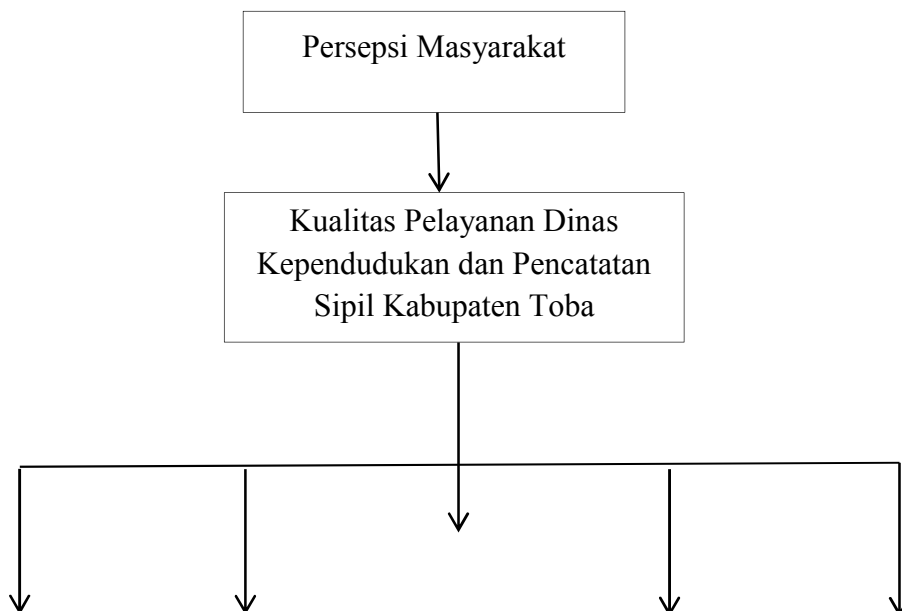 Persepsi Masyarakat
Kualitas Pelayanan Dinas
Kependudukan dan Pencatatan
Sipil Kabupaten Toba